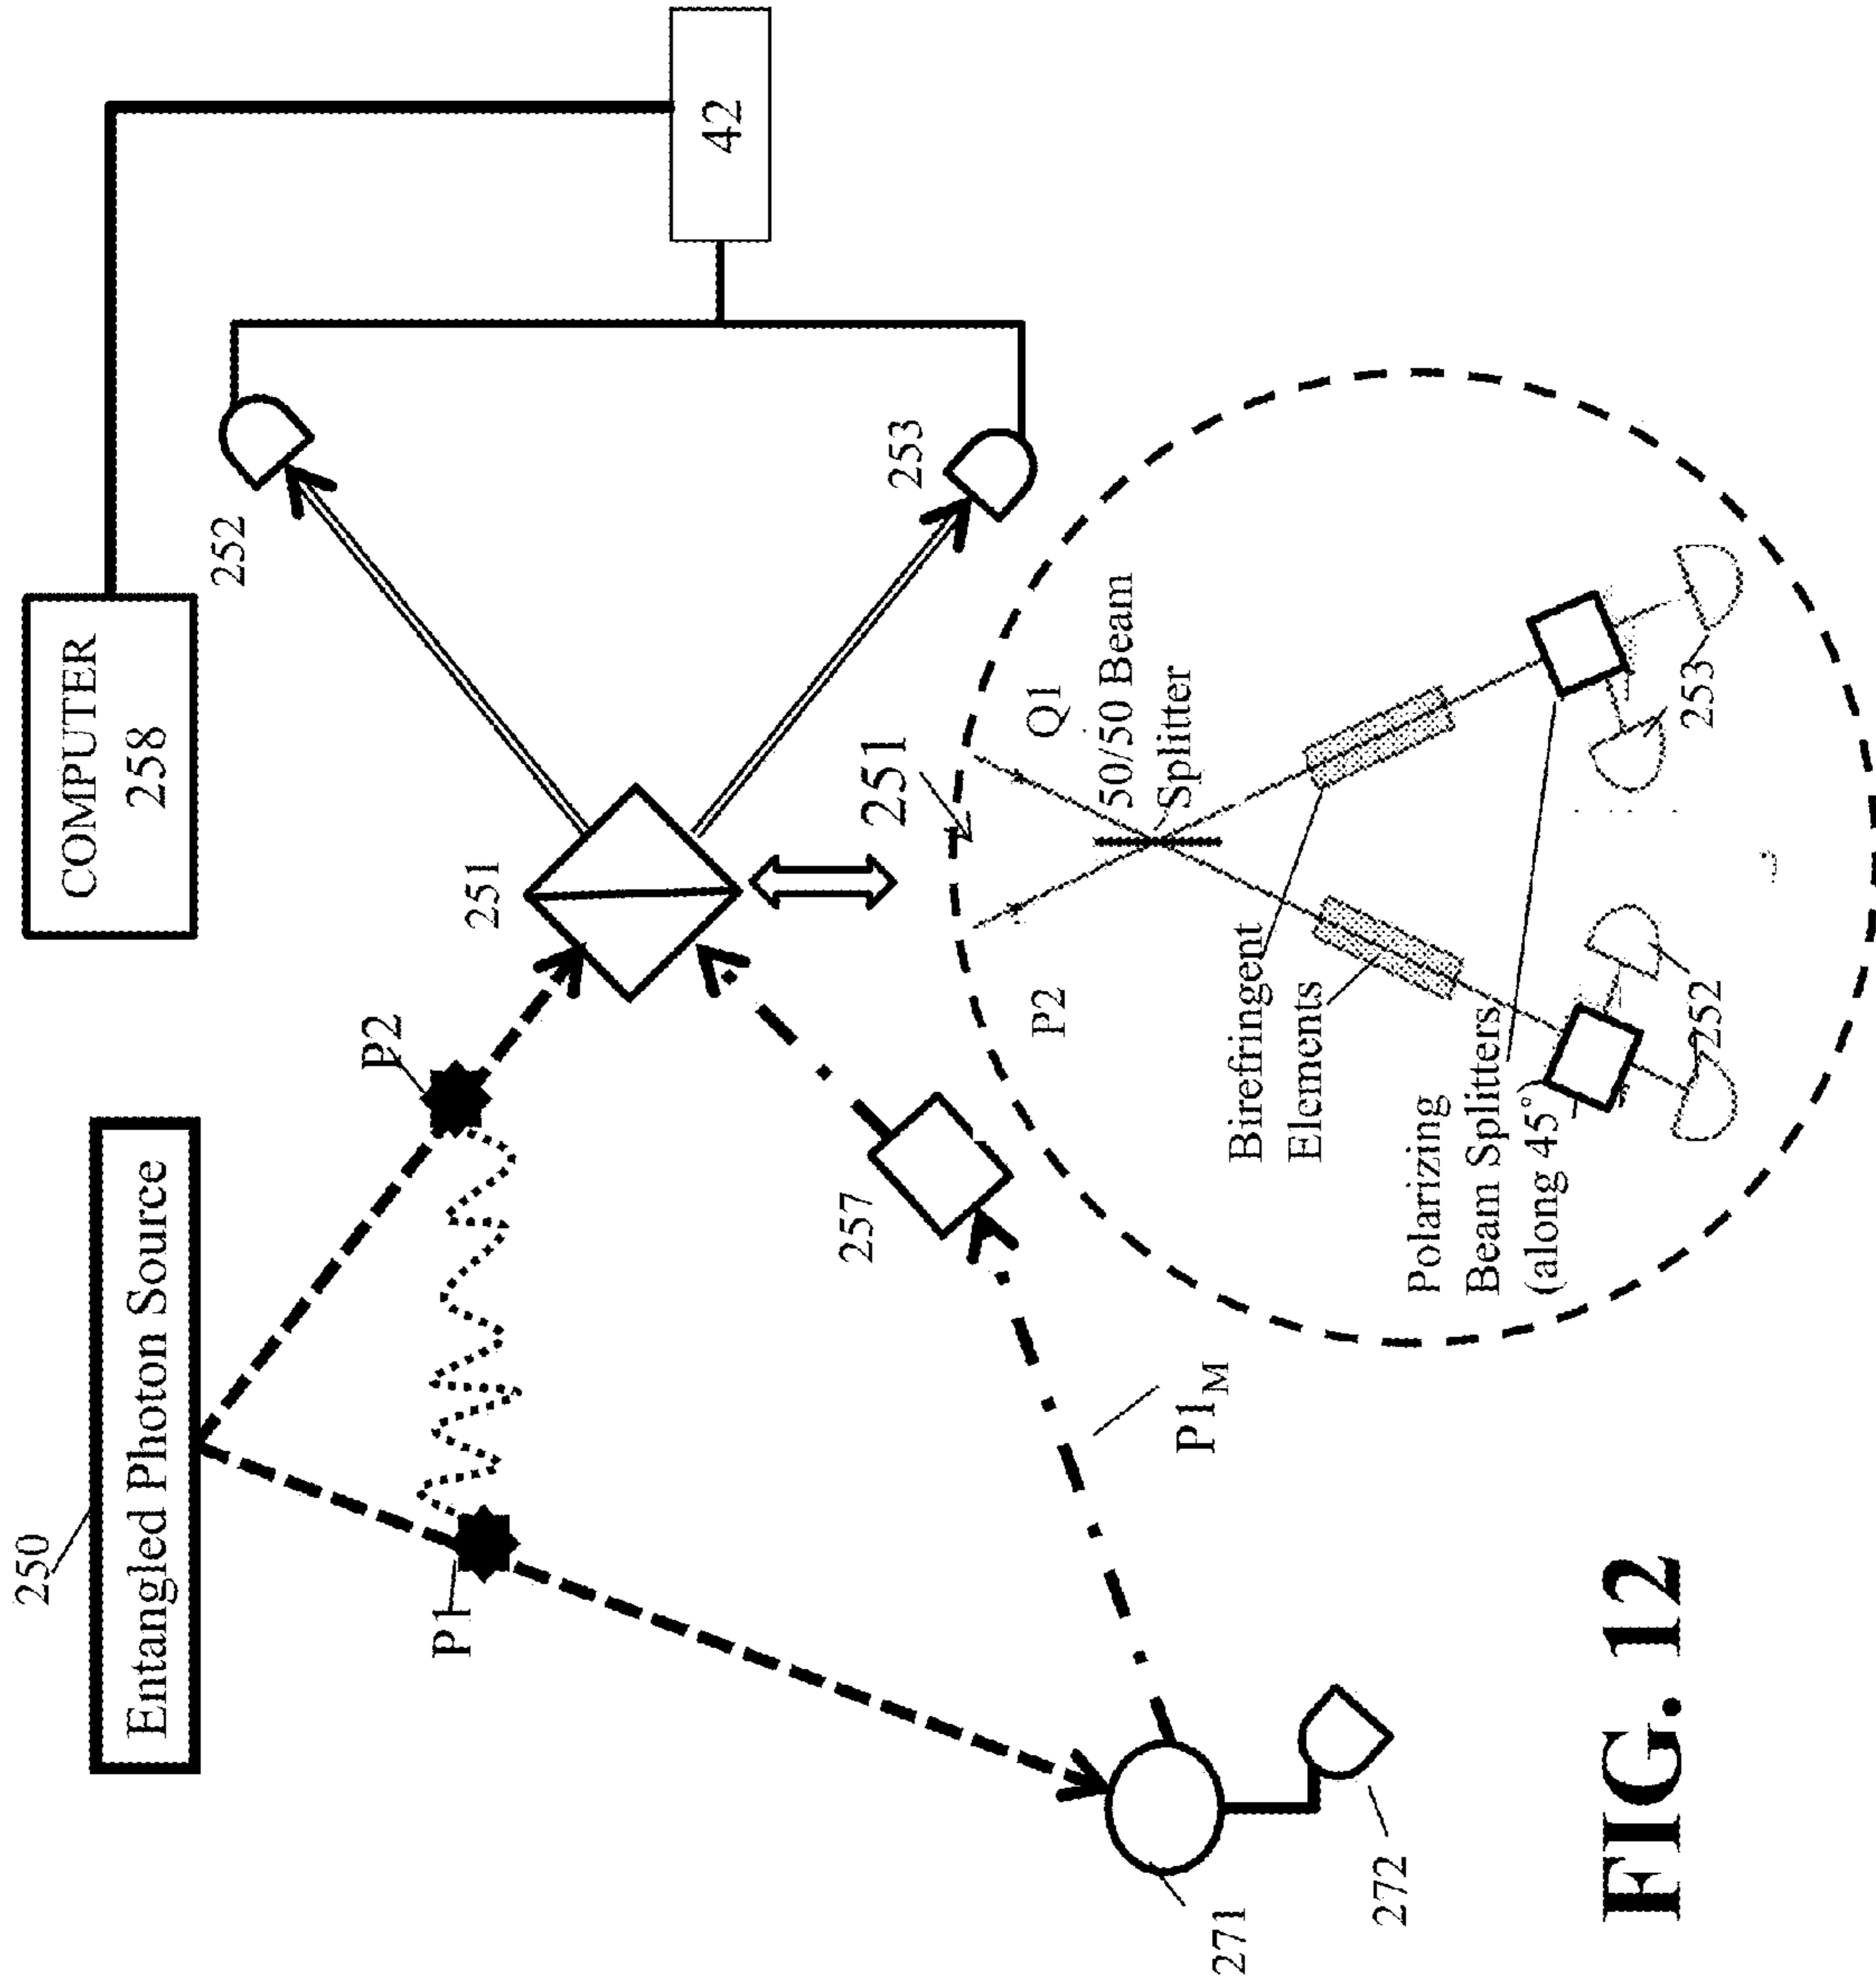 250
Entangled Photon Source
COMPUTER
258
P1
P2
251
252
253
42
257
P1M
271
272
251
P2
Q1
50/50 Beam
Splitter
Birefringent
Elements
Polarizing
Beam Splitters
(along 45°)
252
253
FIG. 12